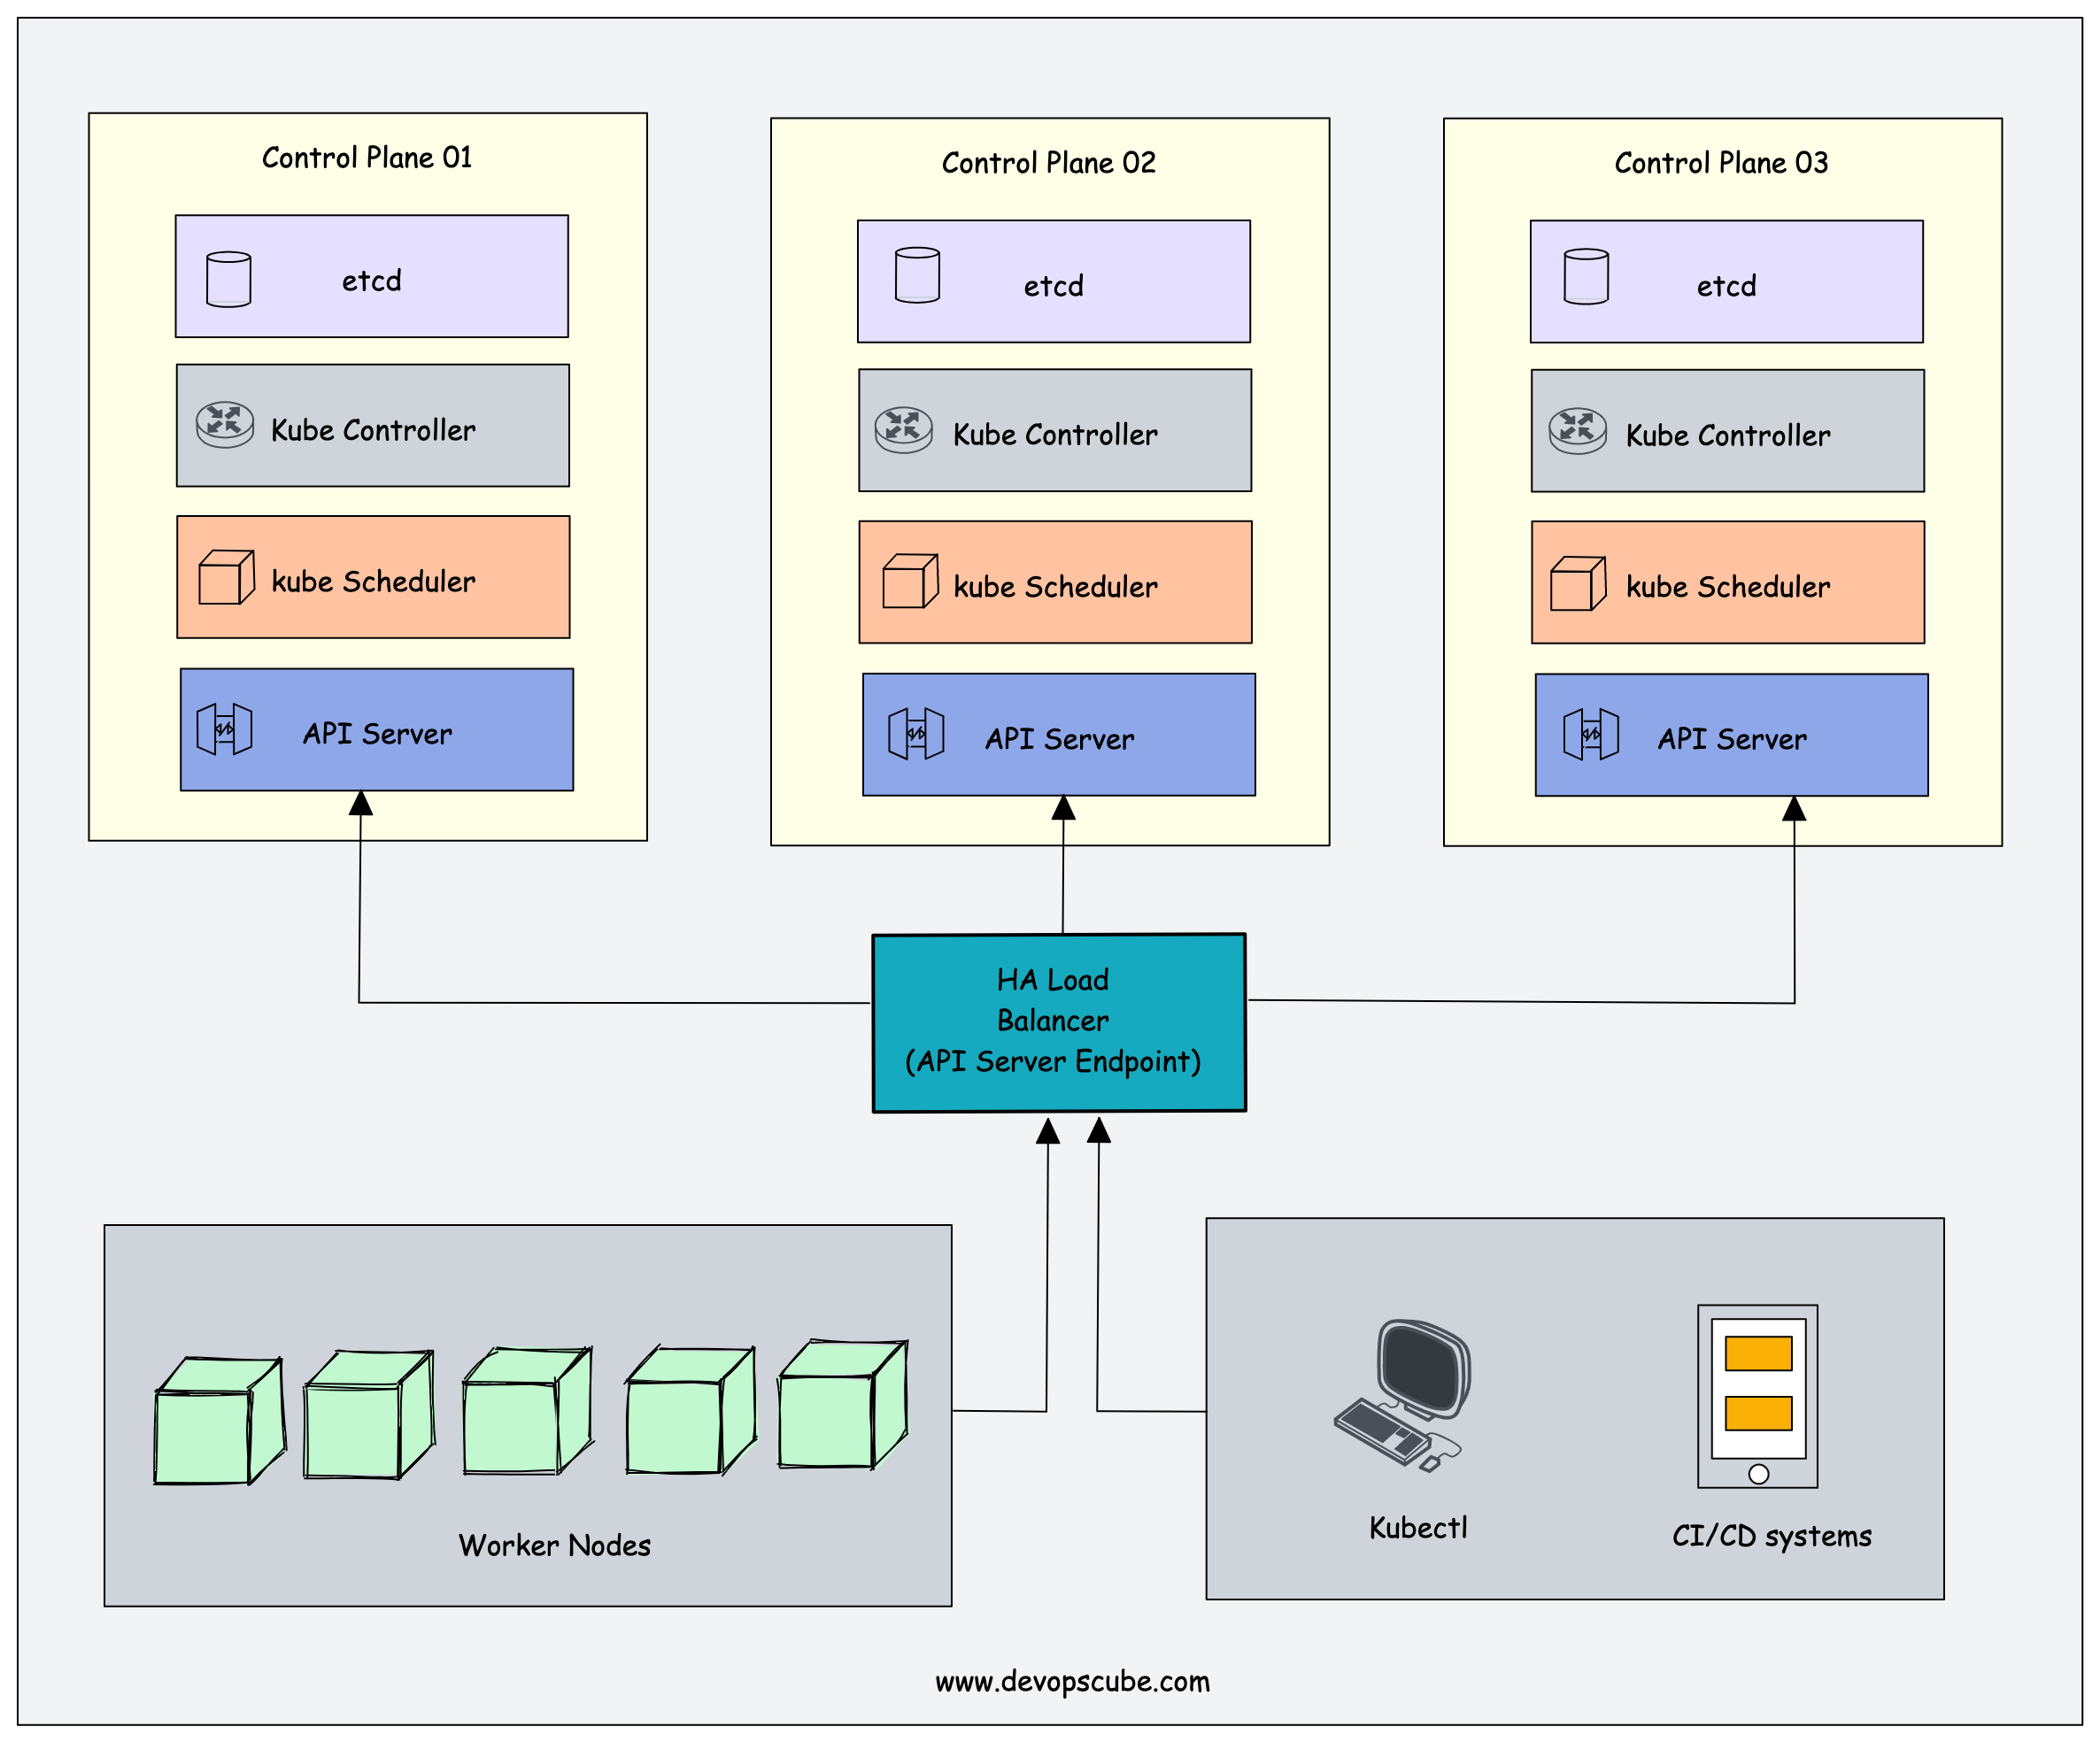 Control Plane 01
etcd
Kube Controller
kube Scheduler
API Server
Control Plane 02
etcd
Kube Controller
kube Scheduler
API Server
Control Plane 03
etcd
Kube Controller
kube Scheduler
API Server
HA Load
Balancer
(API Server Endpoint)
Worker Nodes
Kubectl
CI/CD systems
www.devopscube.com